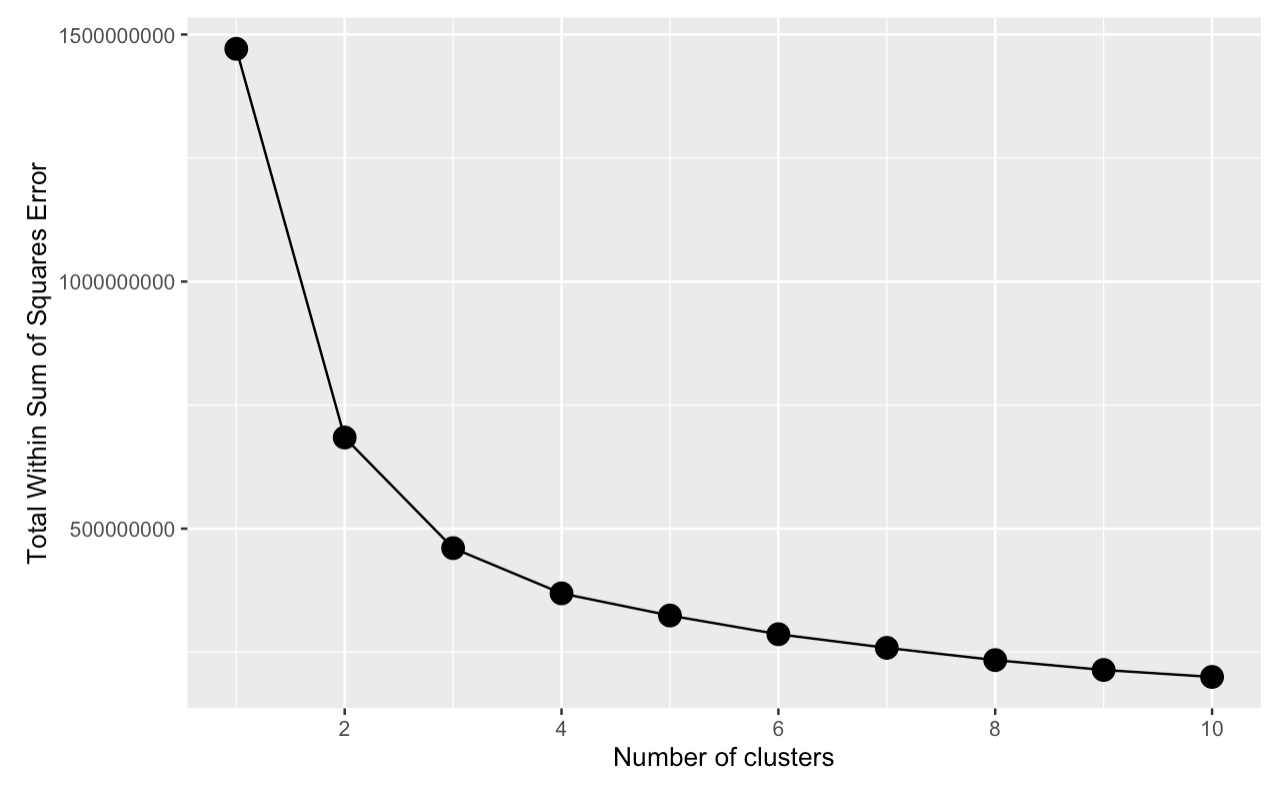 1500000000
1000000000
500000000
Total Within Sum of Squares Error
2 4 6 8 10
Number of clusters